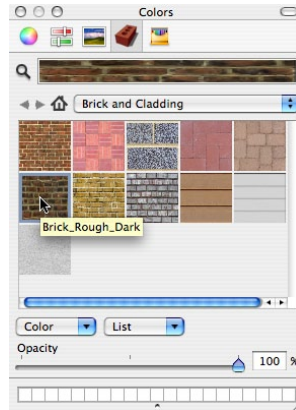 Colors
Brick and Cladding
Brick_Rough_Dark
Color
List
Opacity
100 %